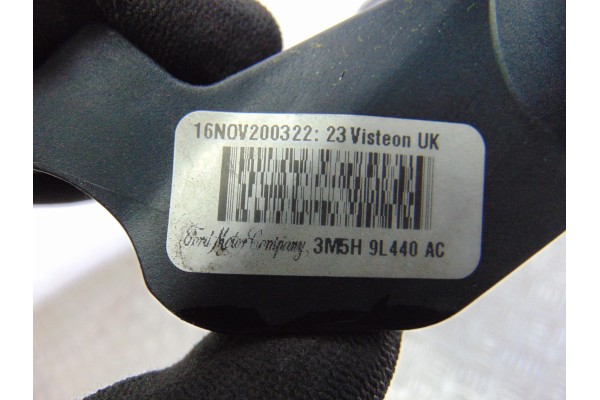 16NOV200322: 23 Visteon UK
Ford Motor Company 3M5H 9L440 AC